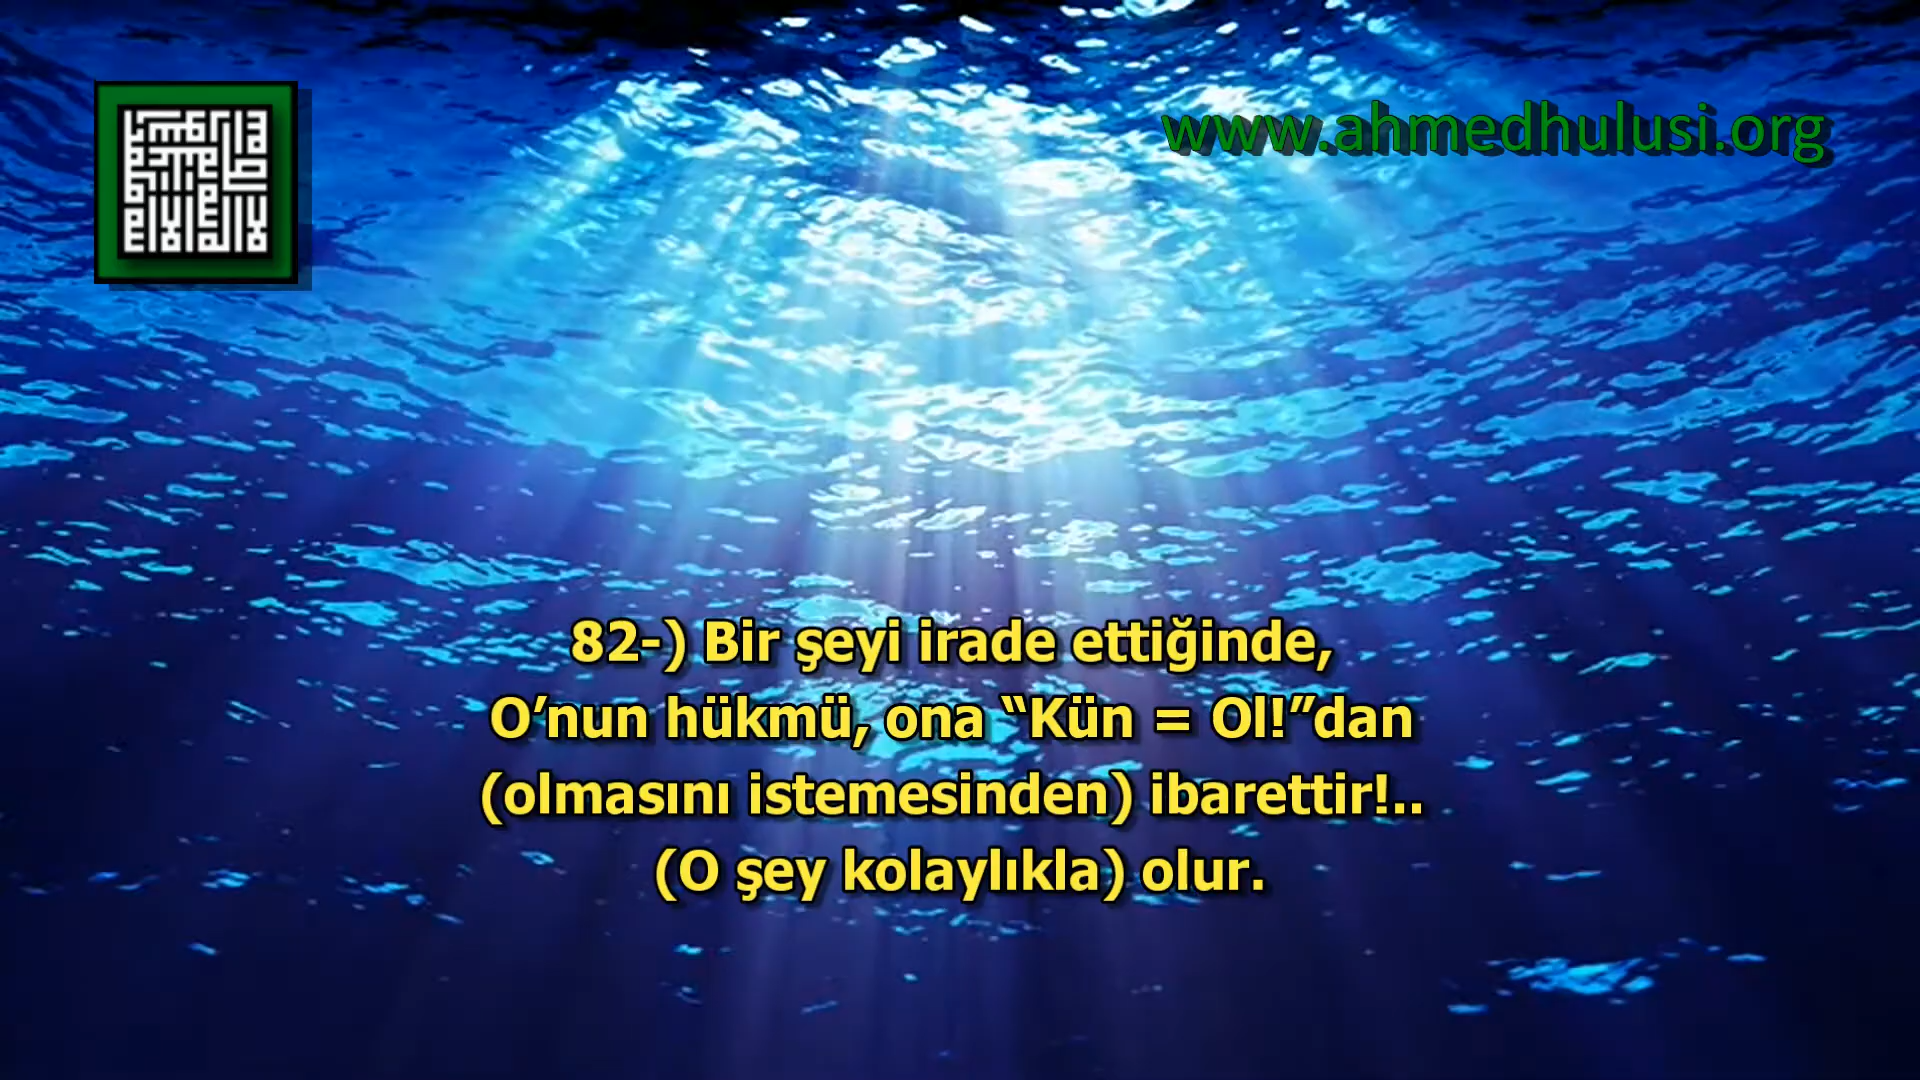 www.ahmedhulusi.org
82-) Bir şeyi irade ettiğinde,
O’nun hükmü, ona “Kün = Ol!”dan
(olmasını istemesinden) ibarettir!..
(O şey kolaylıkla) olur.